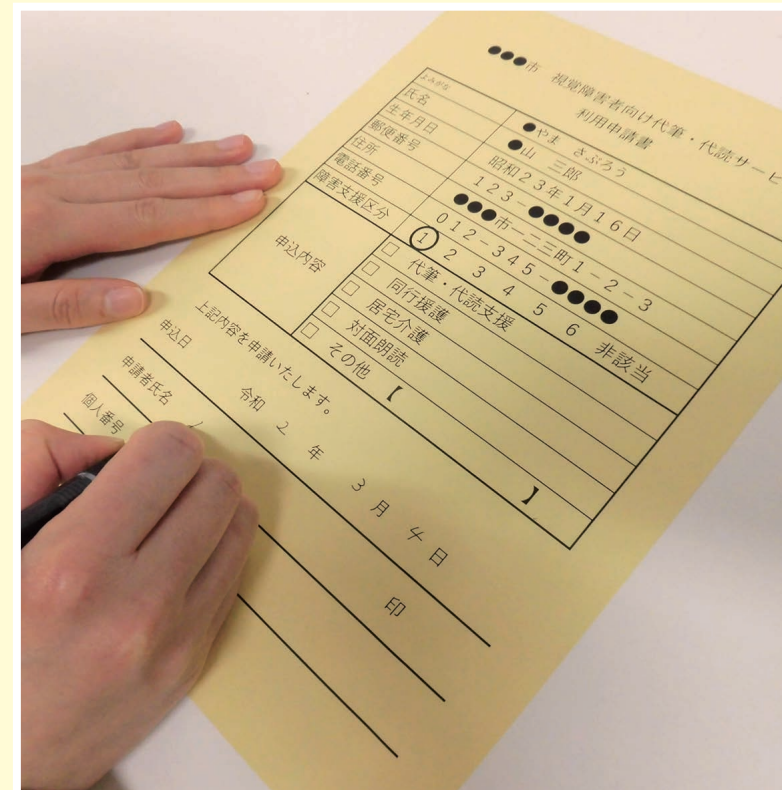 ●●●市 視覚障害者向け代筆・代読サービ
利用申請書
よみがな ●やま さぶろう
氏名 ●山 三郎
生年月日 昭和23年1月16日
郵便番号 123-●●●●
住所 ●●●市一二三町1-2-3
電話番号 012-345-●●●●
障害支援区分 1 2 3 4 5 6 非該当
申込内容
□ 代筆・代読支援
□ 同行援護
□ 居宅介護
□ 対面朗読
□ その他 【 】
上記内容を申請いたします。
申込日 令和 2 年 3 月 4 日
申請者氏名 印
個人番号